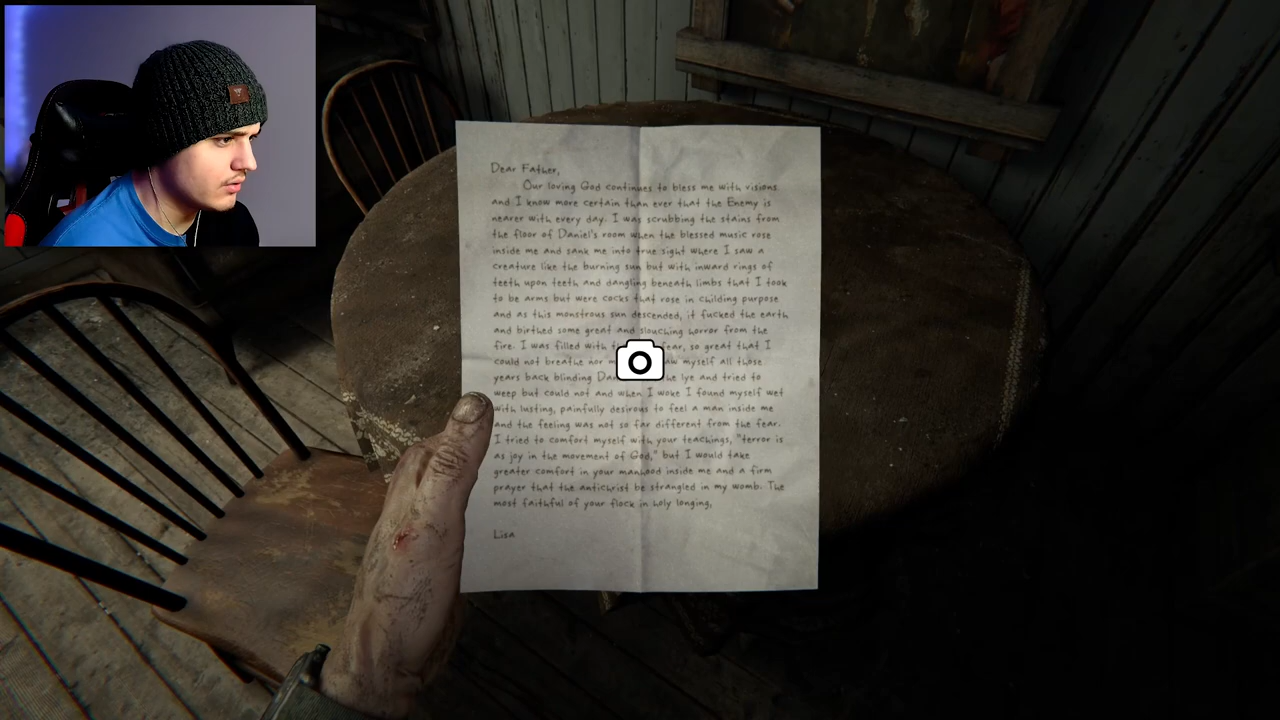 Dear Father,
Our loving God continues to bless me with visions
and I know more certain than ever that the Enemy is
nearer with every day. I was scrubbing the stains from
the floor of Daniel's room when the blessed music rose
inside me and sank me into true sight where I saw a
creature like the burning sun but with inward rings of
teeth upon teeth and dangling beneath limbs that I took
to be arms but were cocks that rose in childing purpose
and as this monstrous sun descended, it fucked the earth
and birthed some great and slouching horror from the
fire. I was filled with fear, so great that I
could not breathe nor myself all those
years back blinding lye and tried to
weep but could not and when I woke I found myself wet
with lusting, painfully desirous to feel a man inside me
and the feeling was not so far different from the fear.
I tried to comfort myself with your teachings, "terror is
as joy in the movement of God," but I would take
greater comfort in your manhood inside me and a firm
prayer that the antichrist be strangled in my womb. The
most faithful of your flock in holy longing,
Lisa